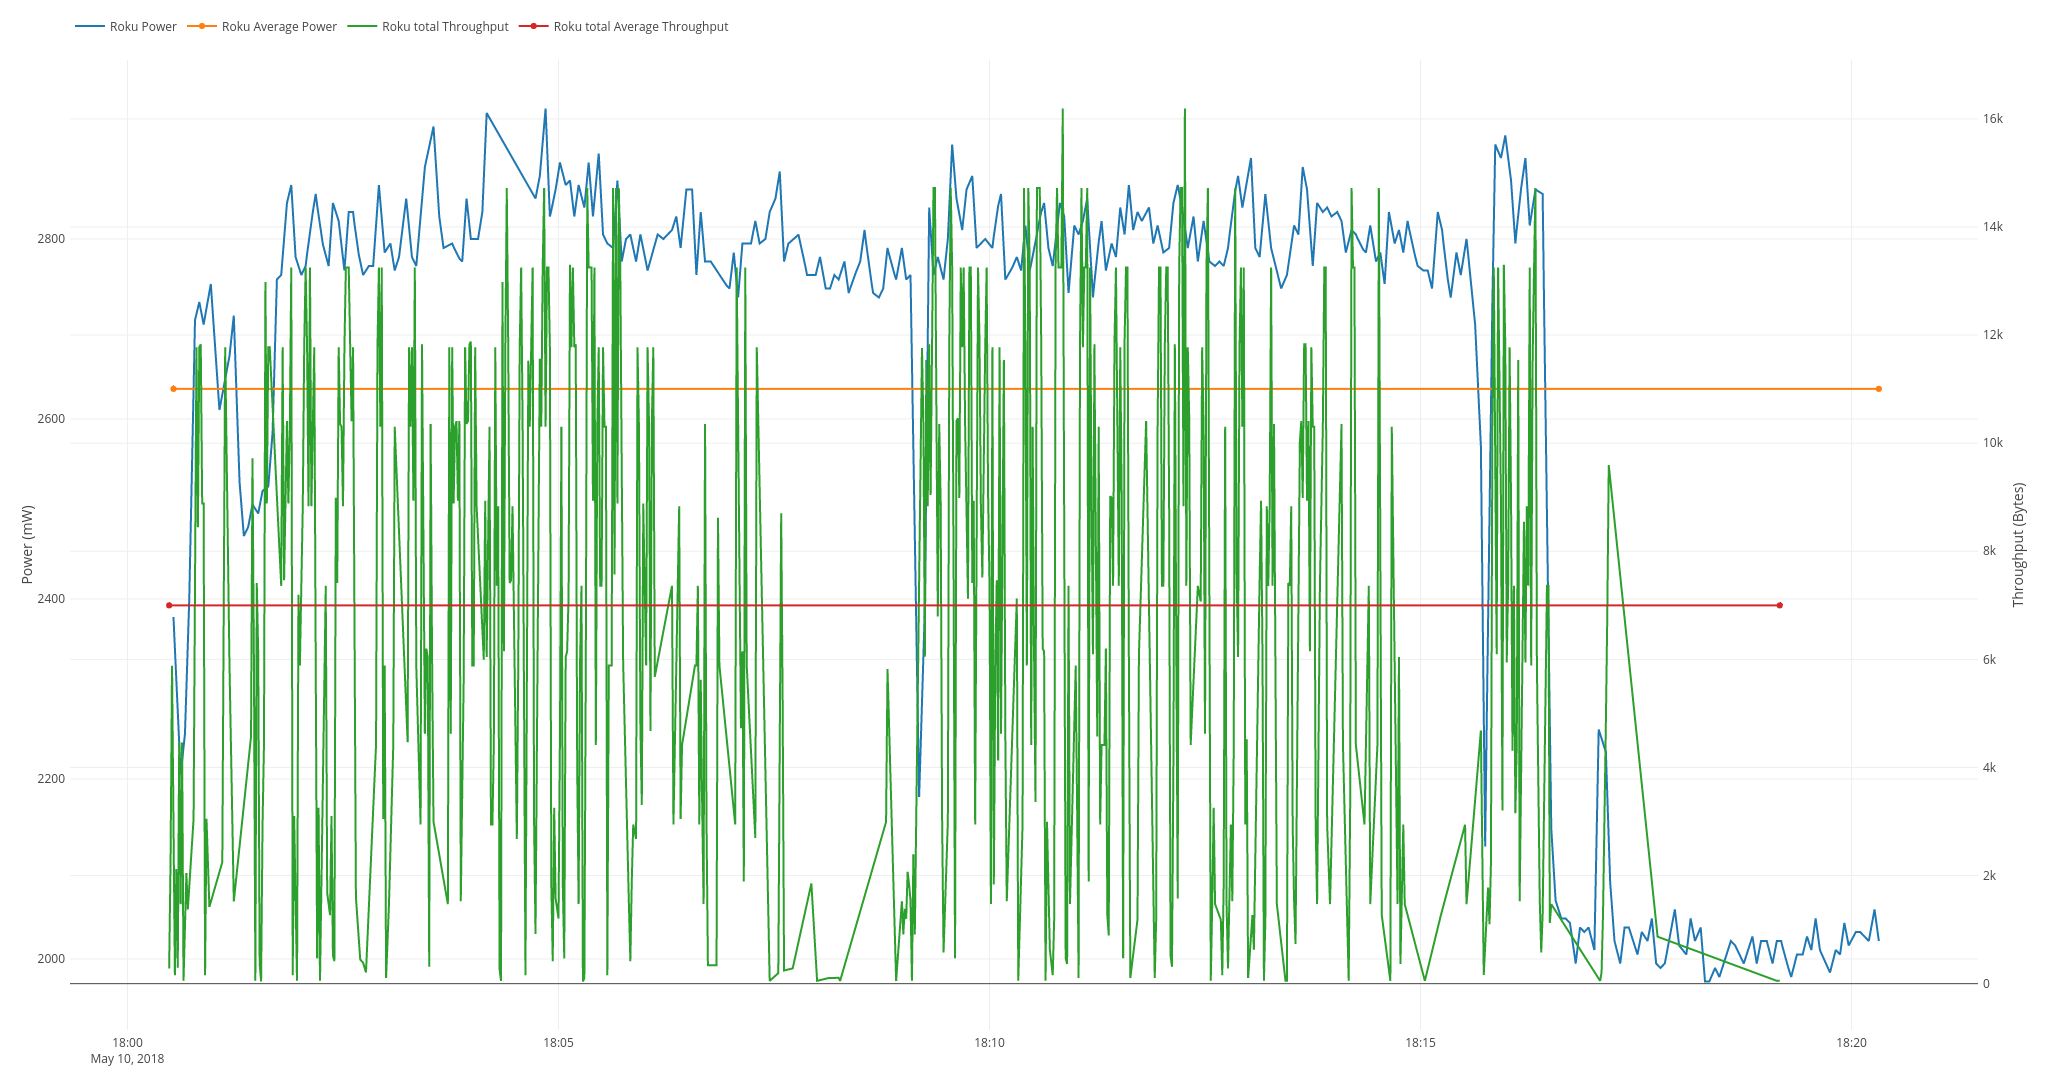 Roku Power Roku Average Power Roku total Throughput Roku total Average Throughput
16k
14k
2800
12k
2600
10k
Power (mW)
Throughput (Bytes)
8k
2400
6k
2200
4k
2k
2000
0
18:00 18:05 18:10 18:15 18:20
May 10, 2018